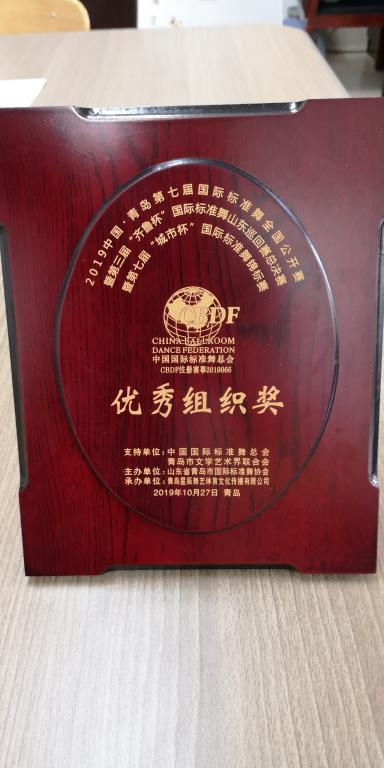 2019中国·青岛第七届国际标准舞全国公开赛
暨第三届“齐鲁杯”国际标准舞山东巡回赛总决赛
暨第七届“城市杯”国际标准舞锦标赛
CBDF
CHINA BALLROOM
DANCE FEDERATION
中国国际标准舞总会
CBDF注册赛事2019066
优秀组织奖
支持单位：中国国际标准舞总会
青岛市文学艺术界联合会
主办单位：山东省青岛市国际标准舞协会
承办单位：青岛星辰舞艺体育文化传播有限公司
2019年10月27日 青岛